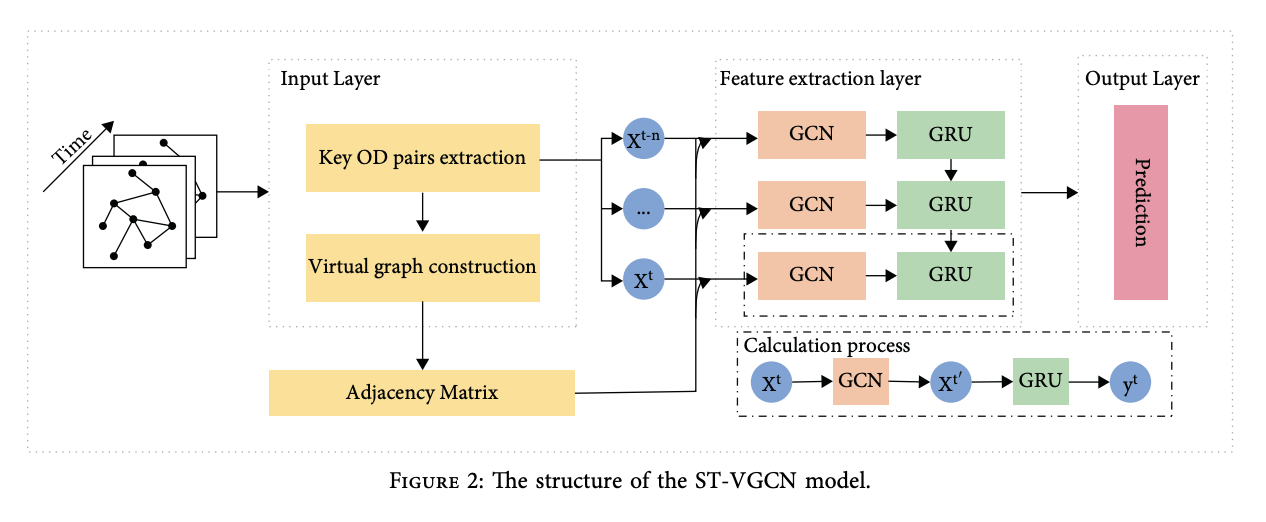 Time
Input Layer
Key OD pairs extraction
Virtual graph construction
Adjacency Matrix
X^t-n
...
X^t
Feature extraction layer
GCN
GRU
GCN
GRU
GCN
GRU
Output Layer
Prediction
Calculation process
X^t
GCN
X^t′
GRU
y^t
FIGURE 2: The structure of the ST-VGCN model.